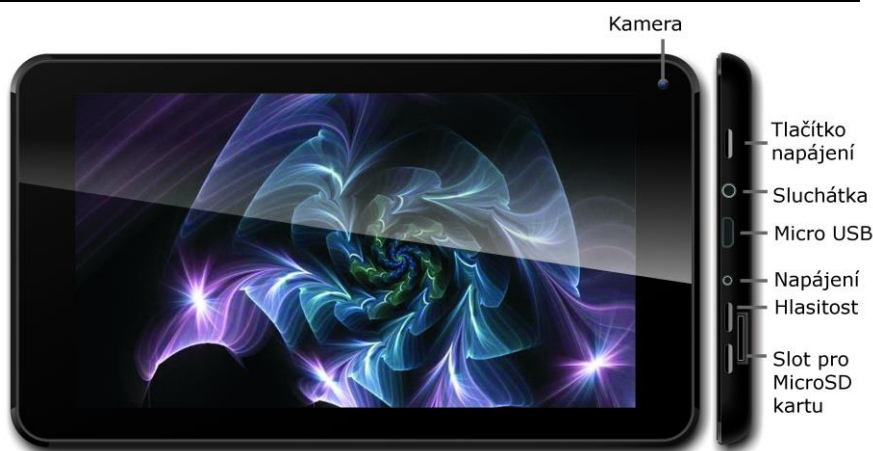 Kamera
Tlačítko
napájení
Sluchátka
Micro USB
Napájení
Hlasitost
Slot pro
MicroSD
kartu